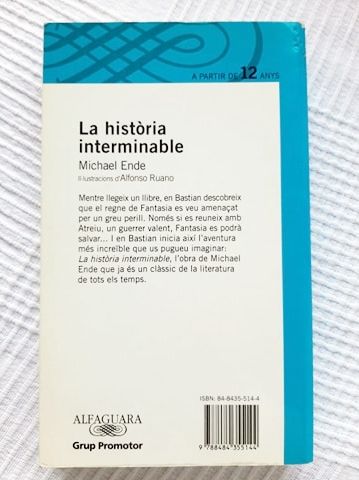 A PARTIR DE 12 ANYS
La història
interminable
Michael Ende
Il·lustracions d'Alfonso Ruano
Mentre llegeix un llibre, en Bastian descobreix
que el regne de Fantasia es veu amenaçat
per un greu perill. Només si es reuneix amb
Atreiu, un guerrer valent, Fantasia es podrà
salvar... I en Bastian inicia així l'aventura
més increïble que us pugueu imaginar:
La història interminable, l'obra de Michael
Ende que ja és un clàssic de la literatura
de tots els temps.
ISBN: 84-8435-514-4
9 788484 355144
ALFAGUARA
Grup Promotor